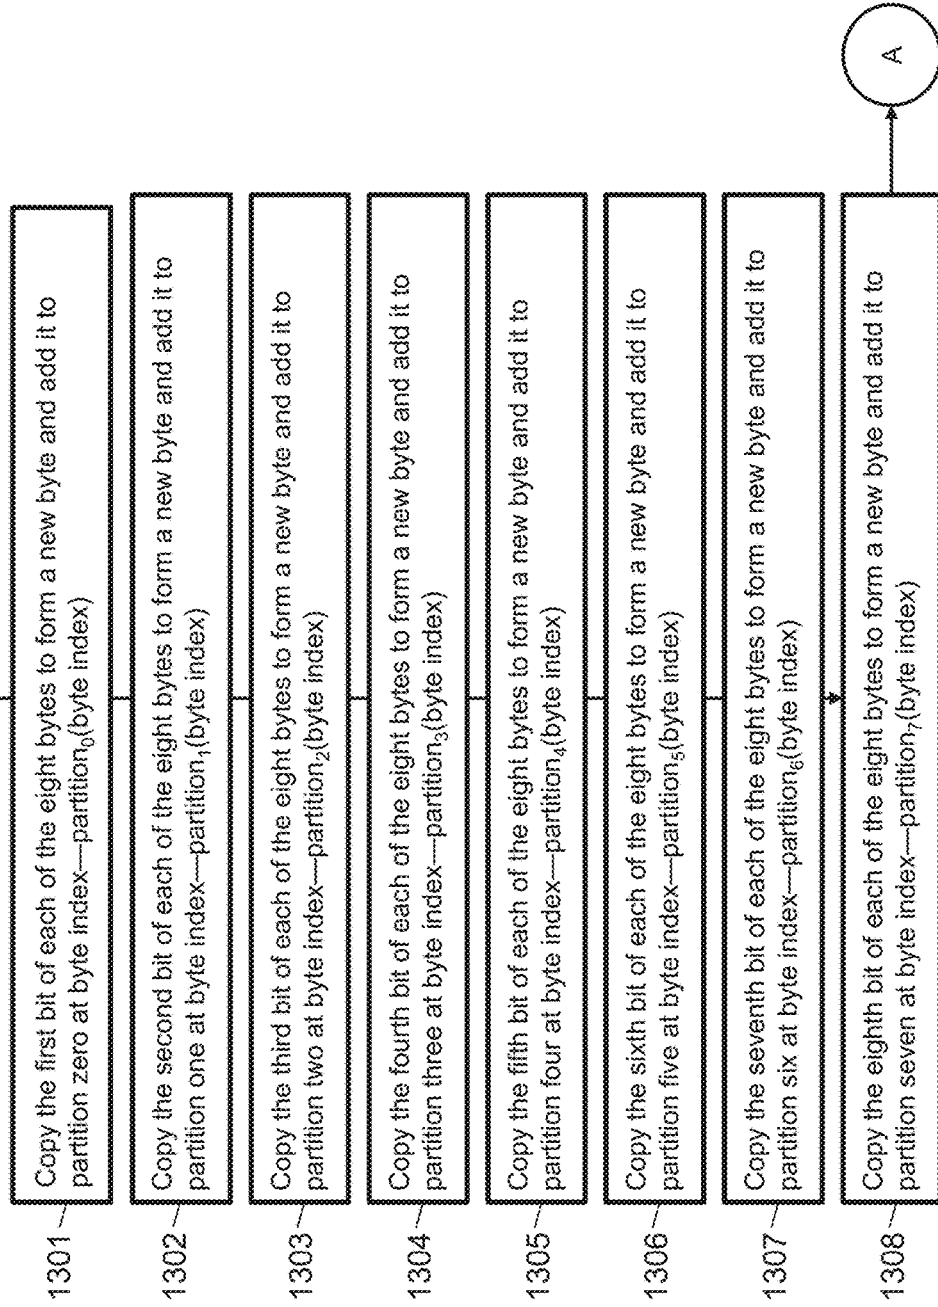 1301
Copy the first bit of each of the eight bytes to form a new byte and add it to
partition zero at byte index—partition₀(byte index)
1302
Copy the second bit of each of the eight bytes to form a new byte and add it to
partition one at byte index—partition₁(byte index)
1303
Copy the third bit of each of the eight bytes to form a new byte and add it to
partition two at byte index—partition₂(byte index)
1304
Copy the fourth bit of each of the eight bytes to form a new byte and add it to
partition three at byte index—partition₃(byte index)
1305
Copy the fifth bit of each of the eight bytes to form a new byte and add it to
partition four at byte index—partition₄(byte index)
1306
Copy the sixth bit of each of the eight bytes to form a new byte and add it to
partition five at byte index—partition₅(byte index)
1307
Copy the seventh bit of each of the eight bytes to form a new byte and add it to
partition six at byte index—partition₆(byte index)
1308
Copy the eighth bit of each of the eight bytes to form a new byte and add it to
partition seven at byte index—partition₇(byte index)
A